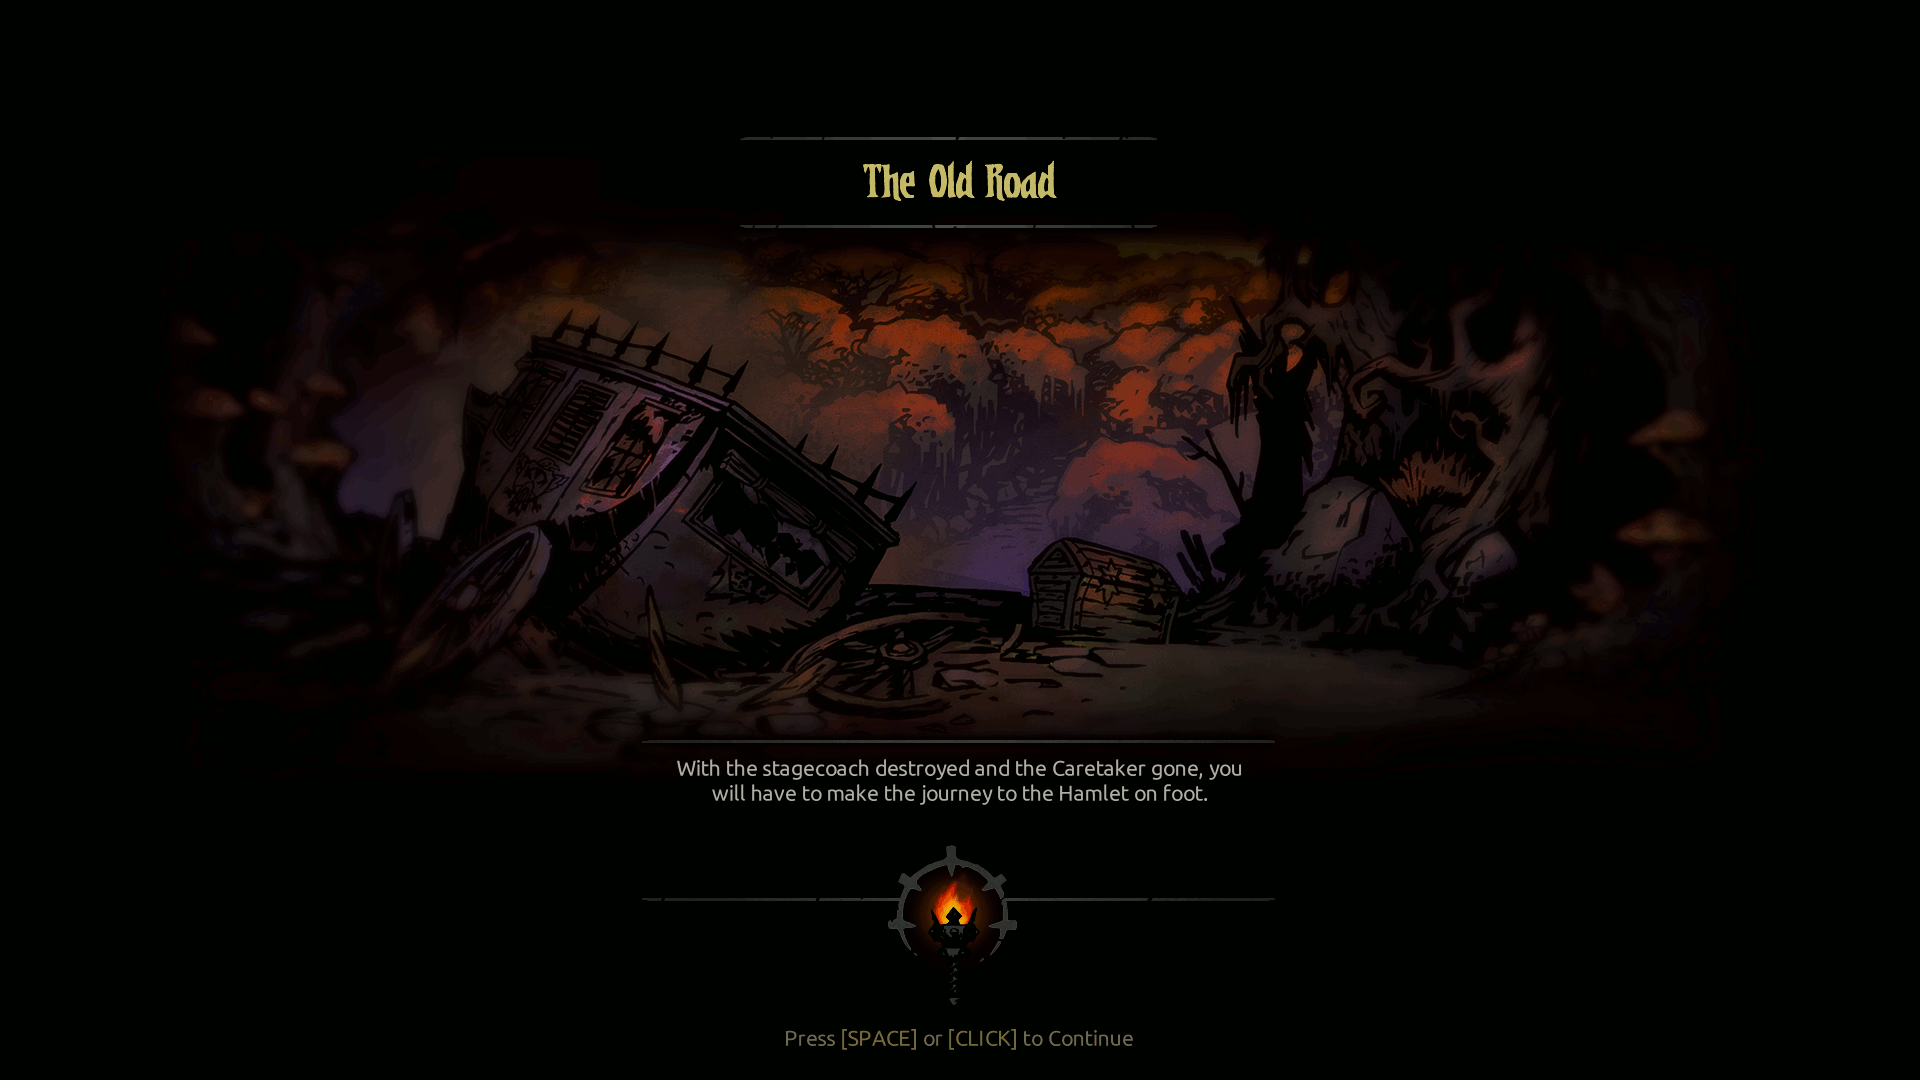 The Old Road
With the stagecoach destroyed and the Caretaker gone, you
will have to make the journey to the Hamlet on foot.
Press [SPACE] or [CLICK] to Continue